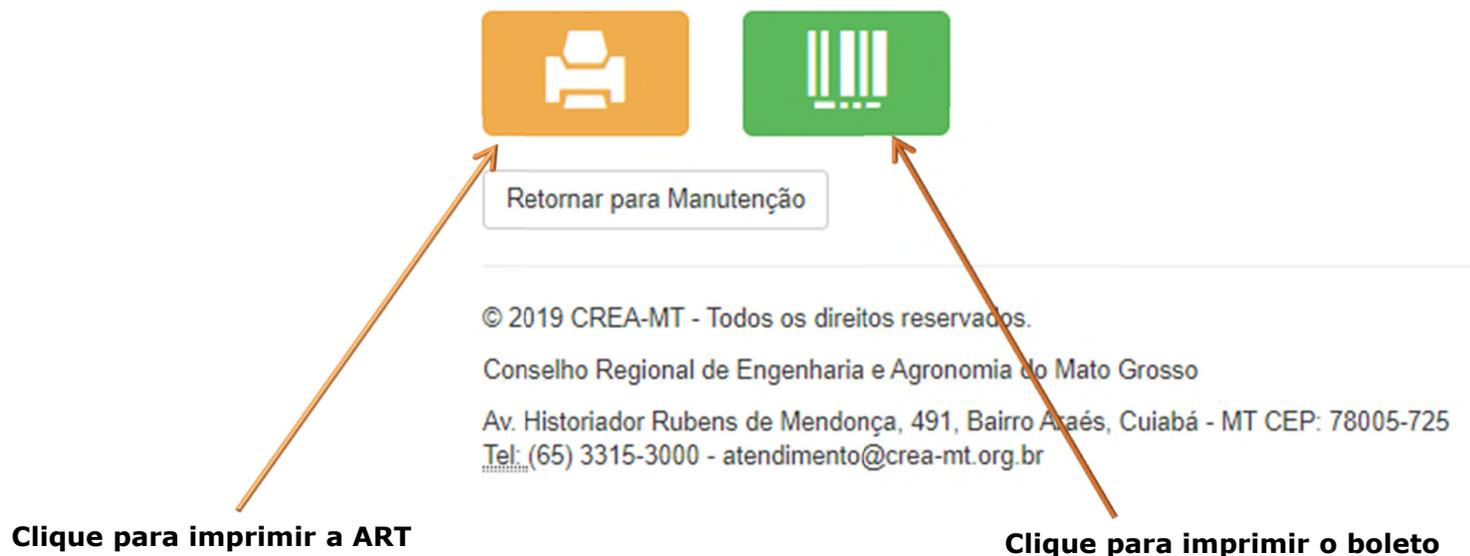 Retornar para Manutenção
© 2019 CREA-MT - Todos os direitos reservados.
Conselho Regional de Engenharia e Agronomia do Mato Grosso
Av. Historiador Rubens de Mendonça, 491, Bairro Araés, Cuiabá - MT CEP: 78005-725
Tel: (65) 3315-3000 - atendimento@crea-mt.org.br
Clique para imprimir a ART
Clique para imprimir o boleto